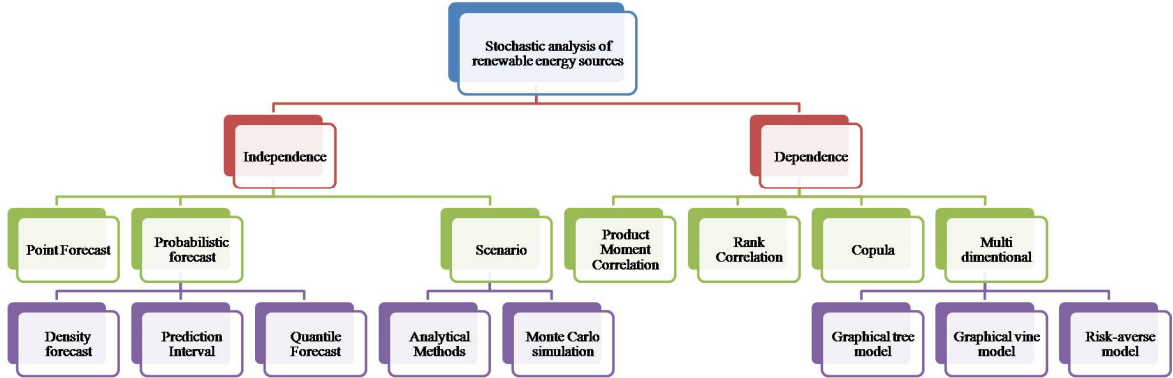 Stochastic analysis of
renewable energy sources
Independence
Dependence
Point Forecast
Probabilistic
forecast
Scenario
Product
Moment
Correlation
Rank
Correlation
Copula
Multi
dimentional
Density
forecast
Prediction
Interval
Quantile
Forecast
Analytical
Methods
Monte Carlo
simulation
Graphical tree
model
Graphical vine
model
Risk-averse
model